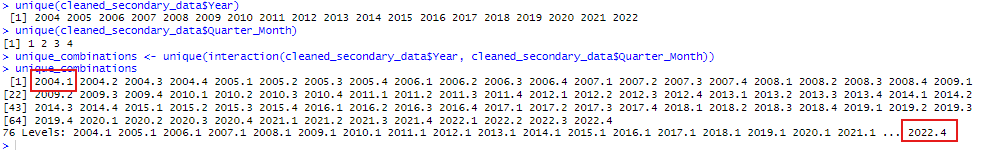 > unique(cleaned_secondary_data$Year)
[1] 2004 2005 2006 2007 2008 2009 2010 2011 2012 2013 2014 2015 2016 2017 2018 2019 2020 2021 2022
> unique(cleaned_secondary_data$Quarter_Month)
[1] 1 2 3 4
> unique_combinations <- unique(interaction(cleaned_secondary_data$Year, cleaned_secondary_data$Quarter_Month))
> unique_combinations
[1] 2004.1 2004.2 2004.3 2004.4 2005.1 2005.2 2005.3 2005.4 2006.1 2006.2 2006.3 2006.4 2007.1 2007.2 2007.3 2007.4 2008.1 2008.2 2008.3 2008.4 2009.1
[22] 2009.2 2009.3 2009.4 2010.1 2010.2 2010.3 2010.4 2011.1 2011.2 2011.3 2011.4 2012.1 2012.2 2012.3 2012.4 2013.1 2013.2 2013.3 2013.4 2014.1 2014.2
[43] 2014.3 2014.4 2015.1 2015.2 2015.3 2015.4 2016.1 2016.2 2016.3 2016.4 2017.1 2017.2 2017.3 2017.4 2018.1 2018.2 2018.3 2018.4 2019.1 2019.2 2019.3
[64] 2019.4 2020.1 2020.2 2020.3 2020.4 2021.1 2021.2 2021.3 2021.4 2022.1 2022.2 2022.3 2022.4
76 Levels: 2004.1 2005.1 2006.1 2007.1 2008.1 2009.1 2010.1 2011.1 2012.1 2013.1 2014.1 2015.1 2016.1 2017.1 2018.1 2019.1 2020.1 2021.1 ... 2022.4
>